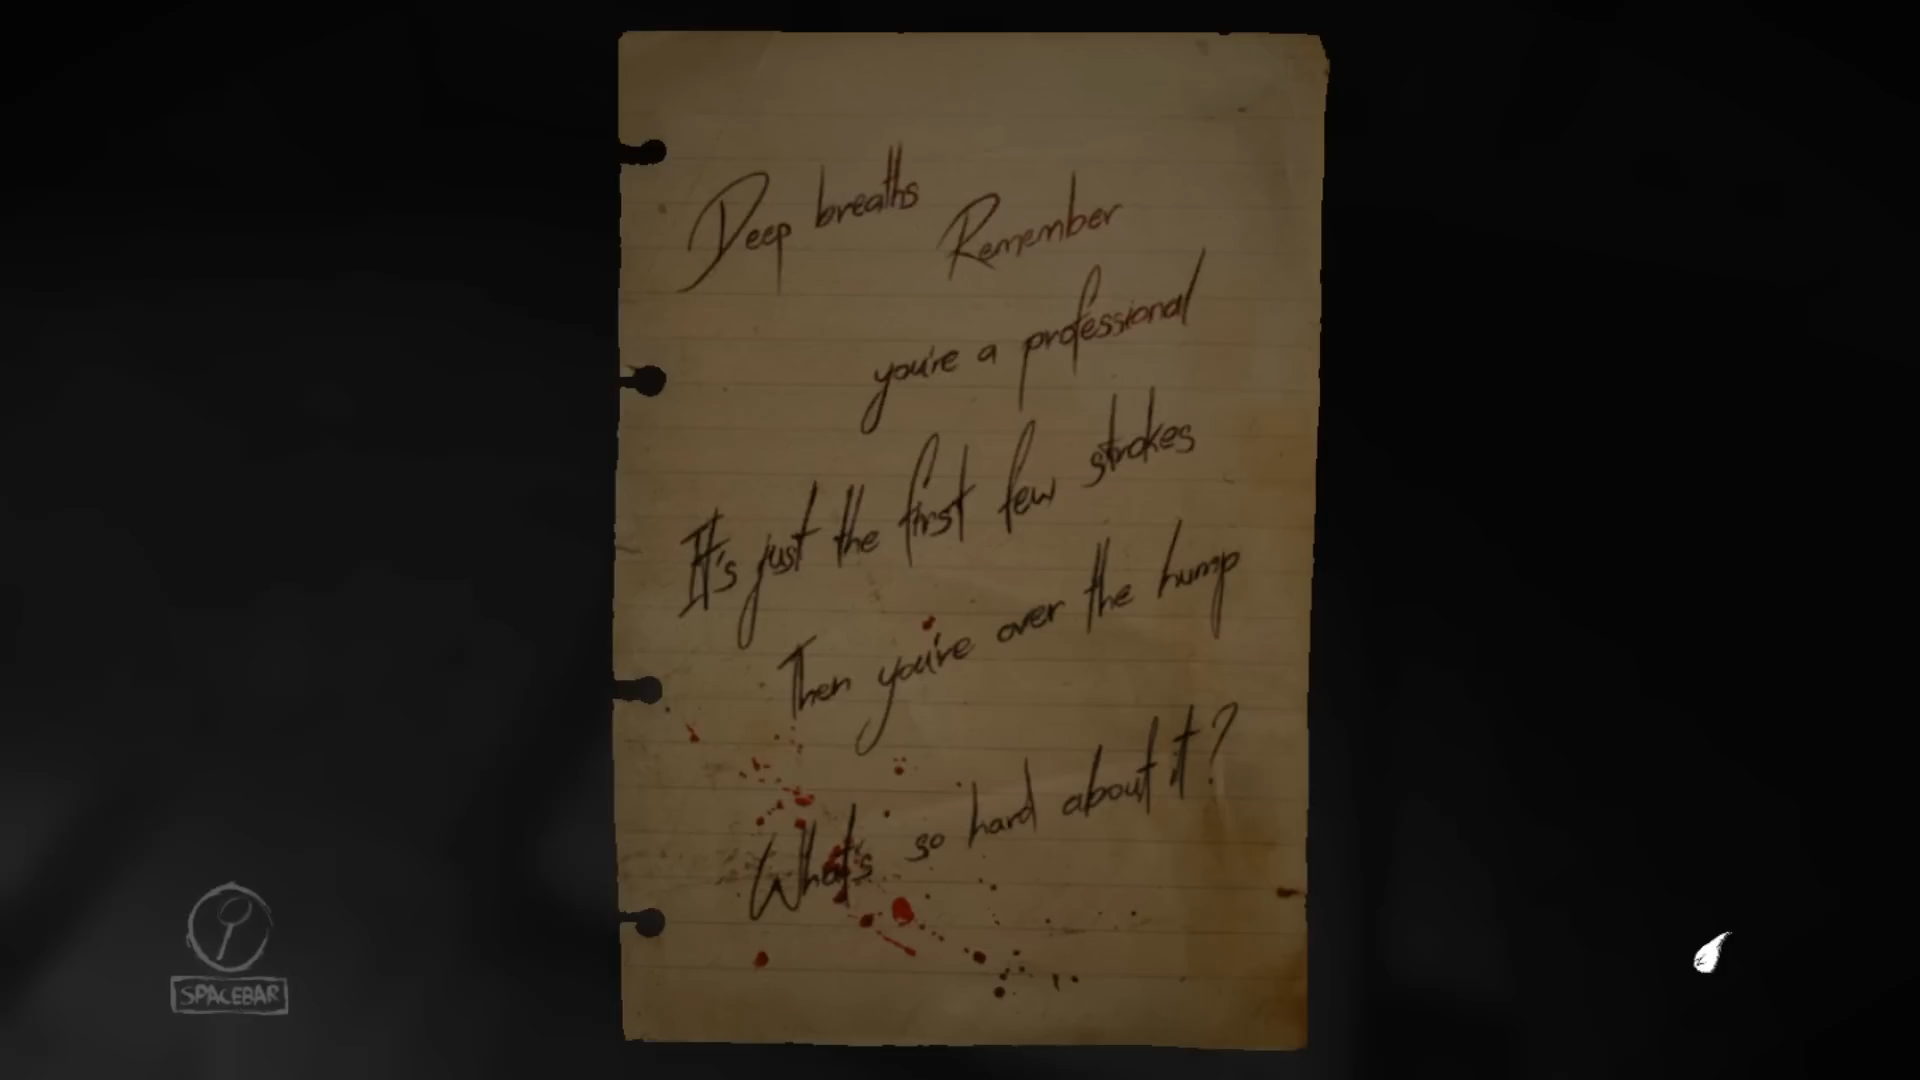 Deep breaths Remember
you're a professional
It's just the first few strokes
Then you're over the hump
What's so hard about it?
SPACEBAR